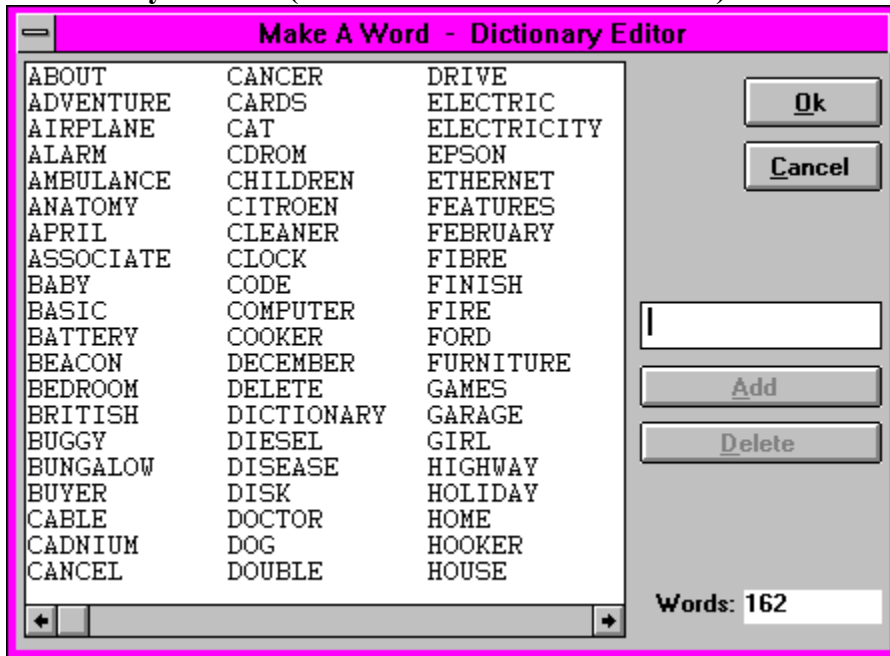 Make A Word - Dictionary Editor
ABOUT CANCER DRIVE
ADVENTURE CARDS ELECTRIC
AIRPLANE CAT ELECTRICITY
ALARM CDROM EPSON
AMBULANCE CHILDREN ETHERNET
ANATOMY CITROEN FEATURES
APRIL CLEANER FEBRUARY
ASSOCIATE CLOCK FIBRE
BABY CODE FINISH
BASIC COMPUTER FIRE
BATTERY COOKER FORD
BEACON DECEMBER FURNITURE
BEDROOM DELETE GAMES
BRITISH DICTIONARY GARAGE
BUGGY DIESEL GIRL
BUNGALOW DISEASE HIGHWAY
BUYER DISK HOLIDAY
CABLE DOCTOR HOME
CADNIUM DOG HOOKER
CANCEL DOUBLE HOUSE
Ok
Cancel
Add
Delete
Words: 162